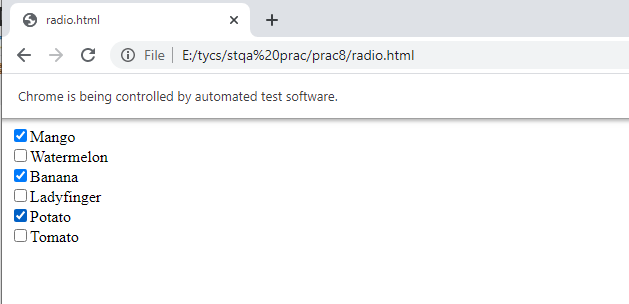 radio.html
File E:/tycs/stqa%20prac/prac8/radio.html
Chrome is being controlled by automated test software.
Mango
Watermelon
Banana
Ladyfinger
Potato
Tomato